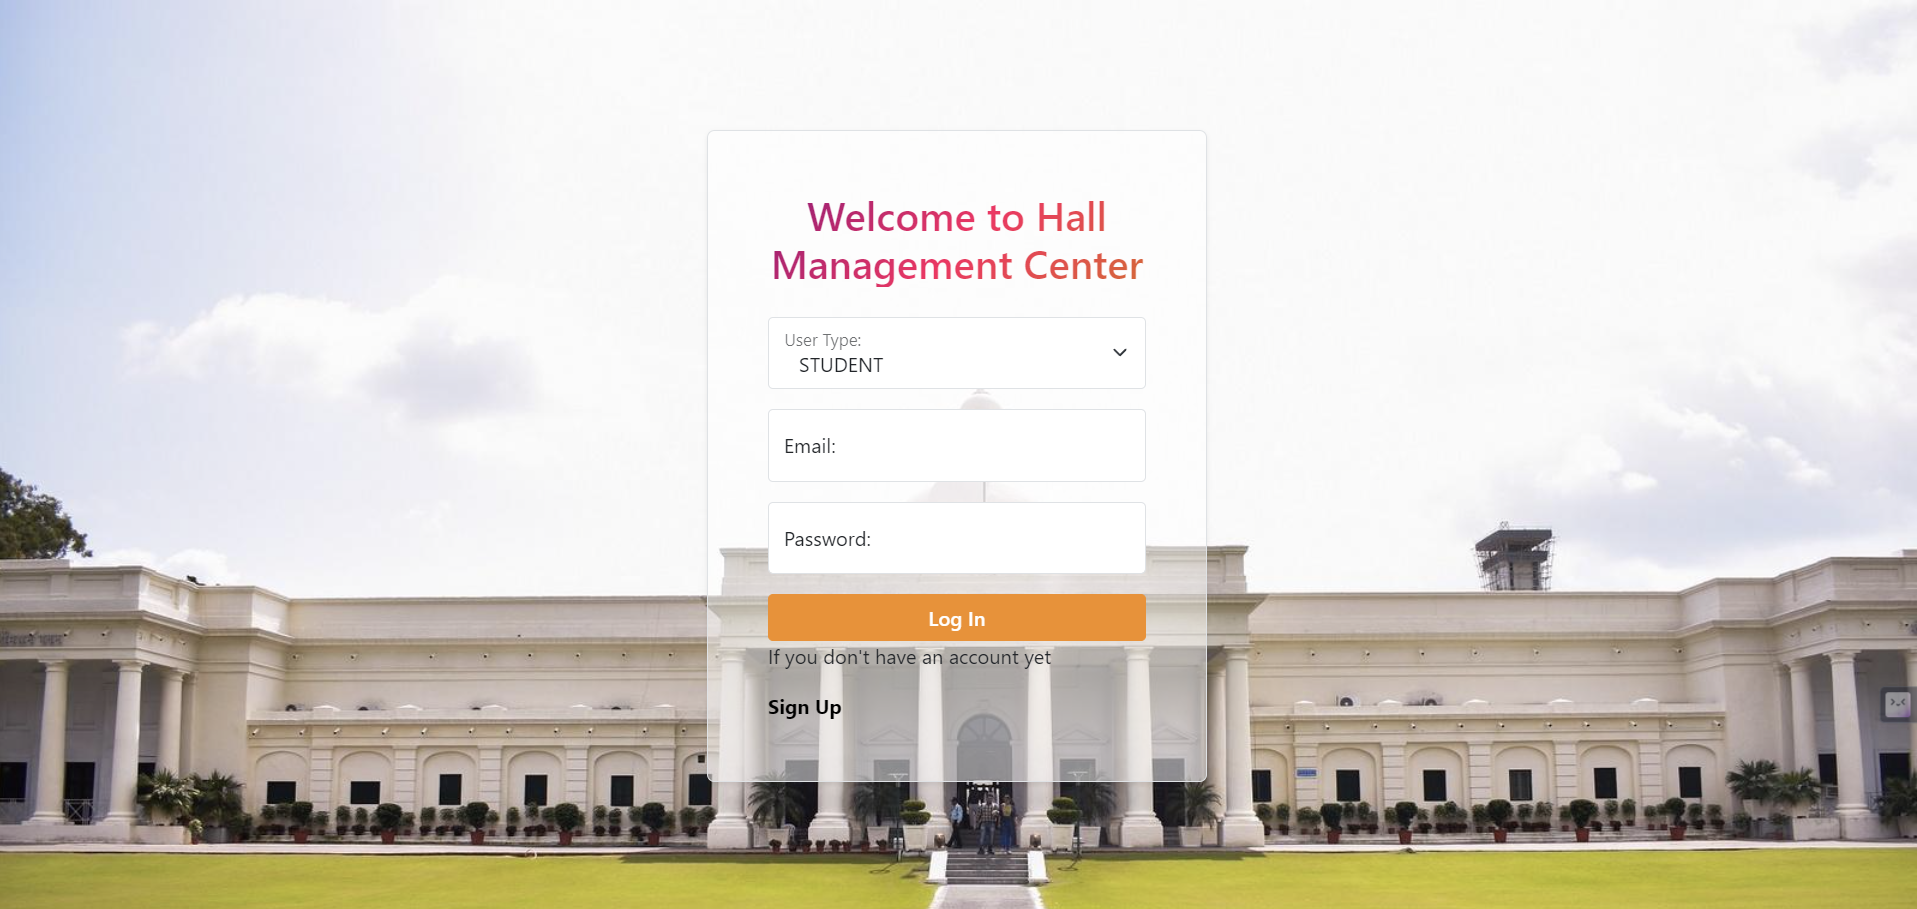 Welcome to Hall
Management Center
User Type:
STUDENT
Email:
Password:
Log In
If you don't have an account yet
Sign Up